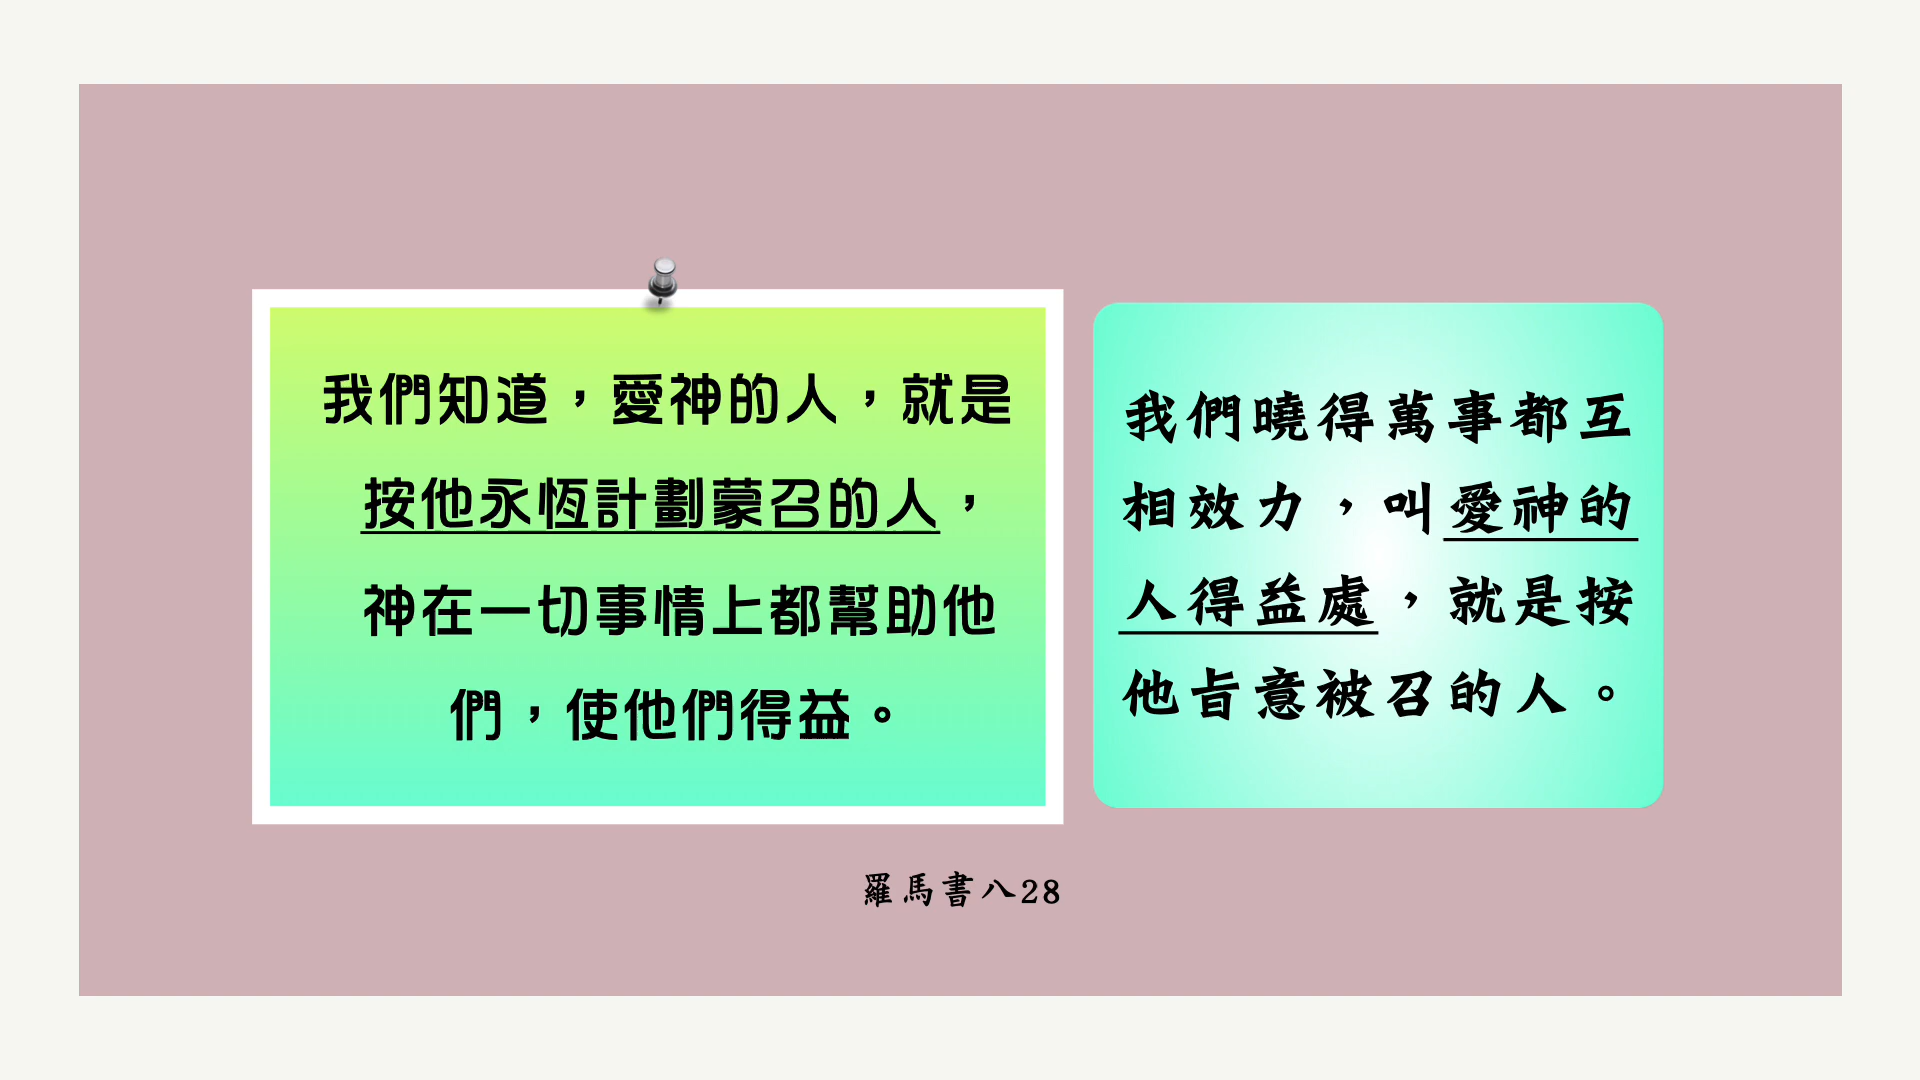 我們知道，愛神的人，就是
按他永恆計劃蒙召的人，
神在一切事情上都幫助他
們，使他們得益。
我們曉得萬事都互
相效力，叫愛神的
人得益處，就是按
他旨意被召的人。
羅馬書八28